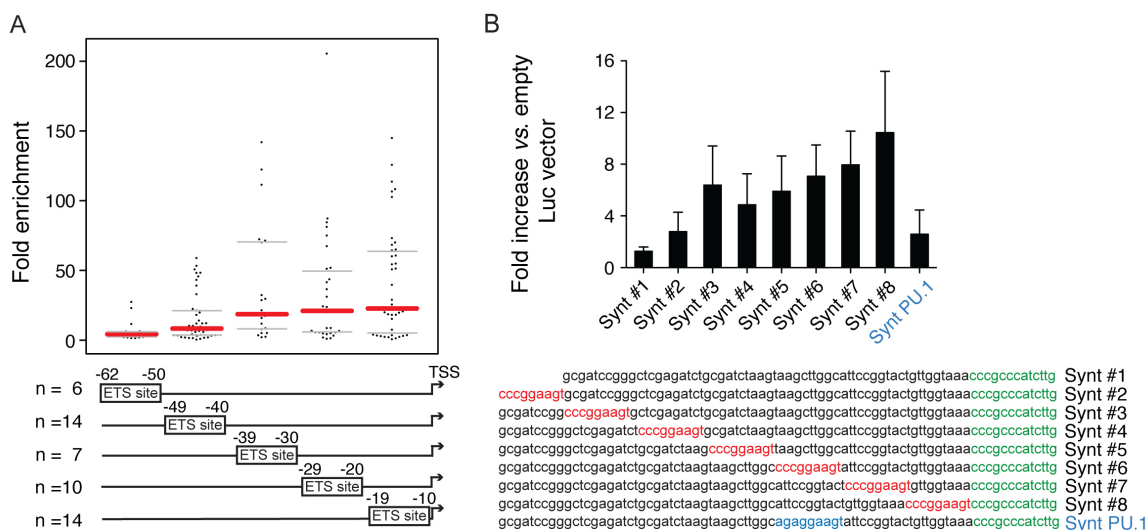 A
Fold enrichment
200
150
100
50
0
TSS
n = 6
-62 -50
ETS site
n =14
-49 -40
ETS site
n = 7
-39 -30
ETS site
n =10
-29 -20
ETS site
n =14
-19 -10
ETS site
B
Fold increase vs. empty
Luc vector
16
12
8
4
0
Synt #1
Synt #2
Synt #3
Synt #4
Synt #5
Synt #6
Synt #7
Synt #8
Synt PU.1
gcgatccgggctcgagatctgcgatctaagtaagcttggcattccggtactgttggtaaacccgcccatcttg Synt #1
cccggaagtgcgatccgggctcgagatctgcgatctaagtaagcttggcattccggtactgttggtaaacccgcccatcttg Synt #2
gcgatccggcccggaagtgctcgagatctgcgatctaagtaagcttggcattccggtactgttggtaaacccgcccatcttg Synt #3
gcgatccgggctcgagatctcccggaagtgcgatctaagtaagcttggcattccggtactgttggtaaacccgcccatcttg Synt #4
gcgatccgggctcgagatctgcgatctaagcccggaagttaagcttggcattccggtactgttggtaaacccgcccatcttg Synt #5
gcgatccgggctcgagatctgcgatctaagtaagcttggccccggaagtattccggtactgttggtaaacccgcccatcttg Synt #6
gcgatccgggctcgagatctgcgatctaagtaagcttggcattccggtactcccggaagtgttggtaaacccgcccatcttg Synt #7
gcgatccgggctcgagatctgcgatctaagtaagcttggcattccggtactgttggtaaacccggaagtcccgcccatcttg Synt #8
gcgatccgggctcgagatctgcgatctaagtaagcttggcagaggaagtattccggtactgttggtaaacccgcccatcttg Synt PU.1